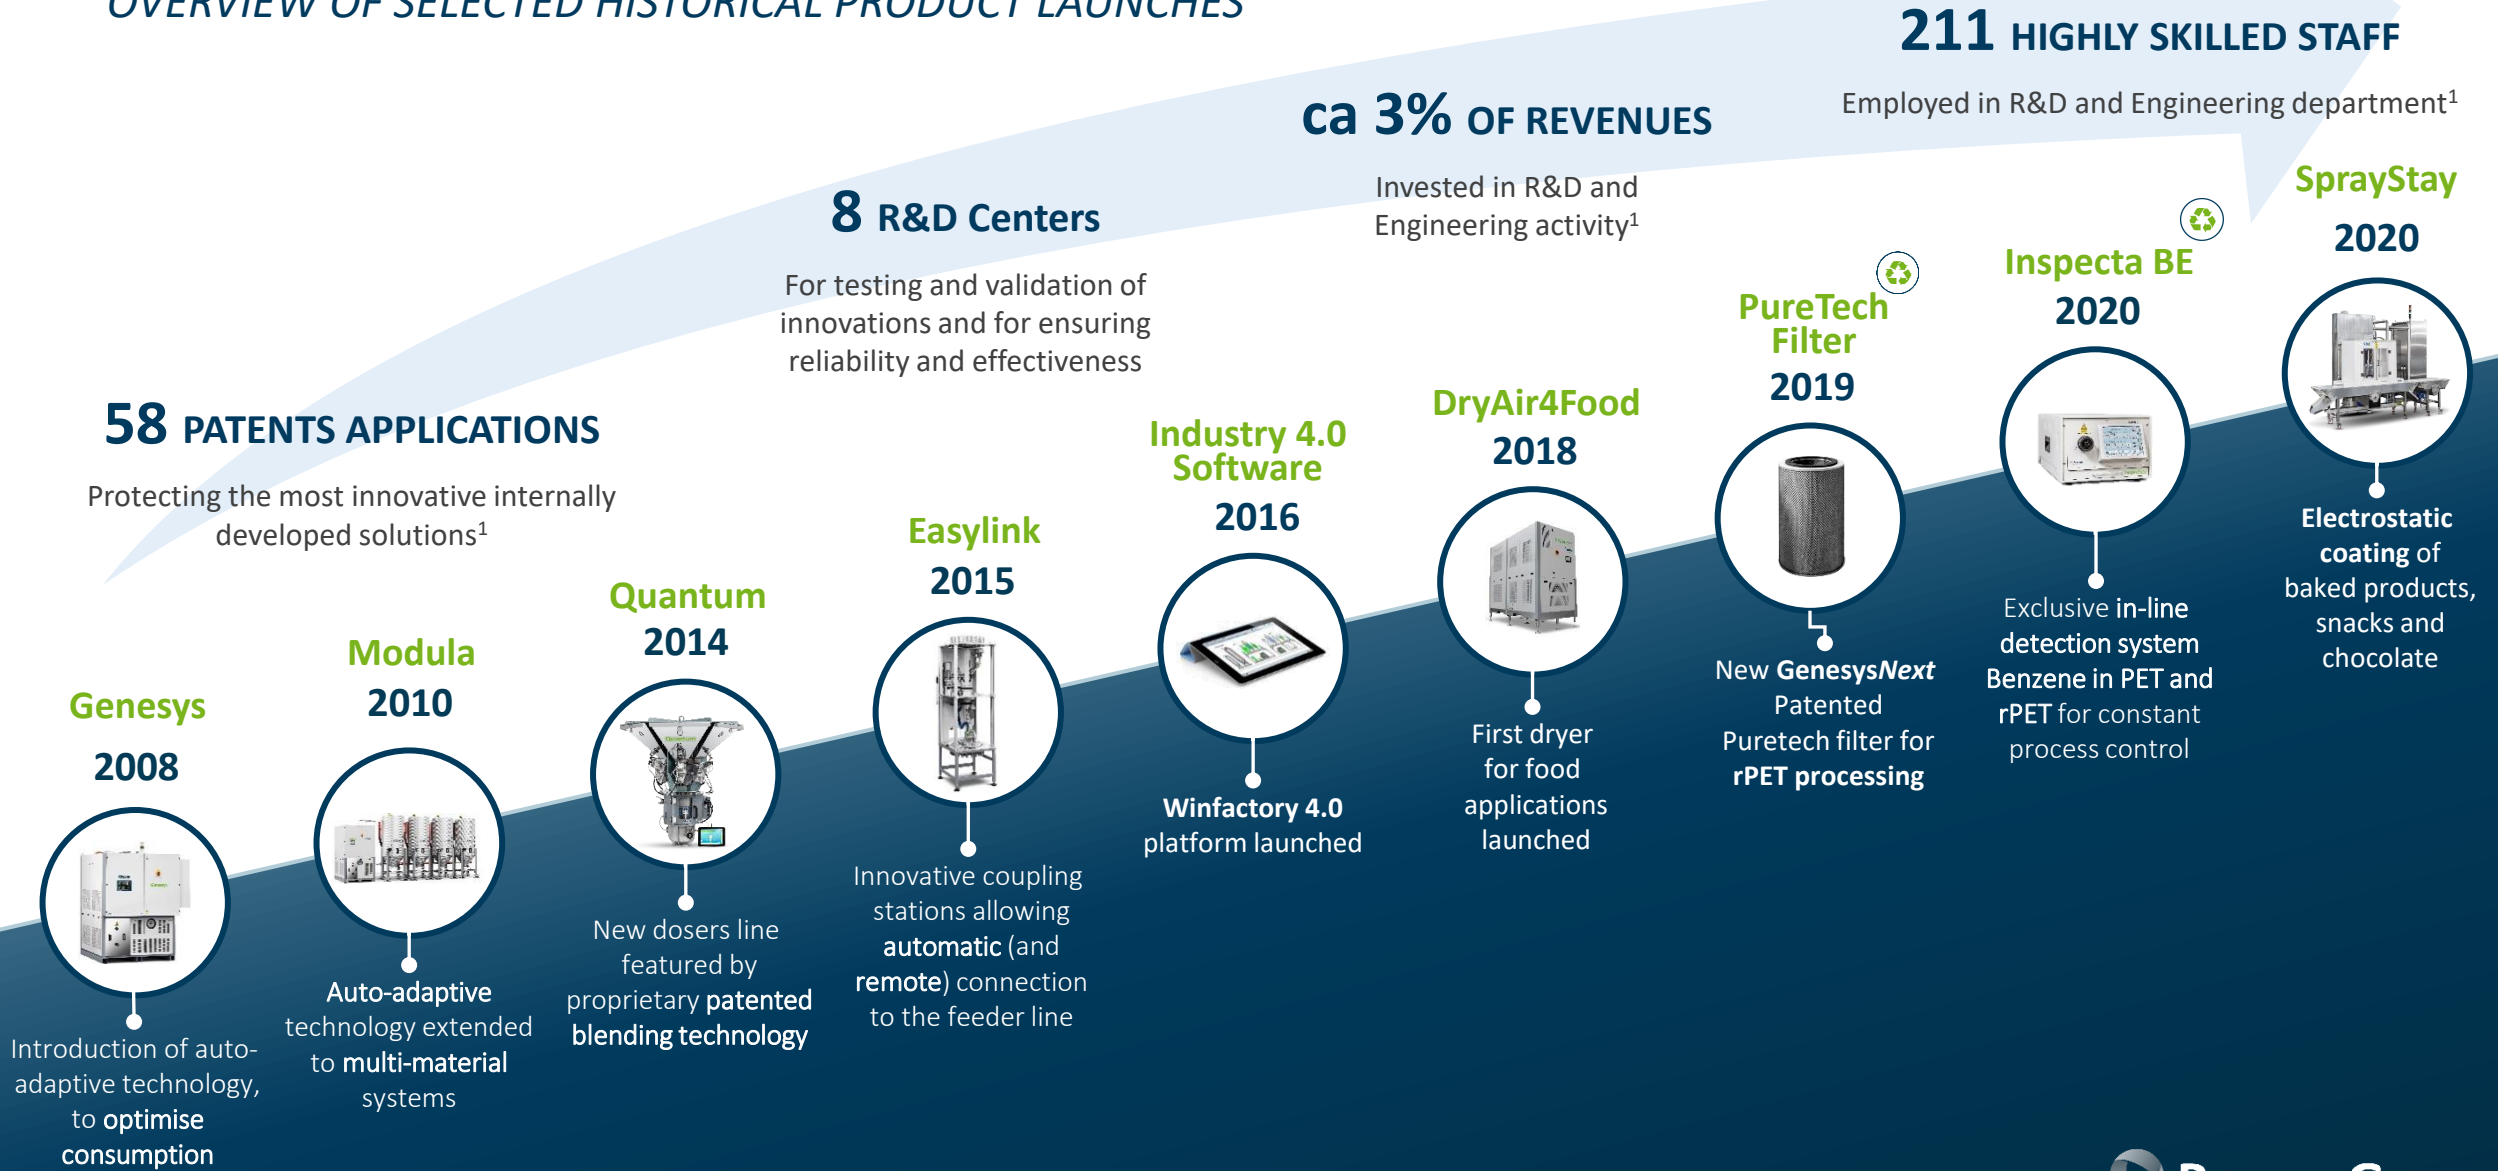 OVERVIEW OF SELECTED HISTORICAL PRODUCT LAUNCHES
211 HIGHLY SKILLED STAFF
Employed in R&D and Engineering department1
ca 3% OF REVENUES
Invested in R&D and
Engineering activity1
8 R&D Centers
For testing and validation of
innovations and for ensuring
reliability and effectiveness
58 PATENTS APPLICATIONS
Protecting the most innovative internally
developed solutions1
Genesys
2008
Introduction of auto-
adaptive technology,
to optimise
consumption
Modula
2010
Auto-adaptive
technology extended
to multi-material
systems
Quantum
2014
New dosers line
featured by
proprietary patented
blending technology
Easylink
2015
Innovative coupling
stations allowing
automatic (and
remote) connection
to the feeder line
Industry 4.0
Software
2016
Winfactory 4.0
platform launched
DryAir4Food
2018
First dryer
for food
applications
launched
PureTech
Filter
2019
New GenesysNext
Patented
Puretech filter for
rPET processing
Inspecta BE
2020
Exclusive in-line
detection system
Benzene in PET and
rPET for constant
process control
SprayStay
2020
Electrostatic
coating of
baked products,
snacks and
chocolate